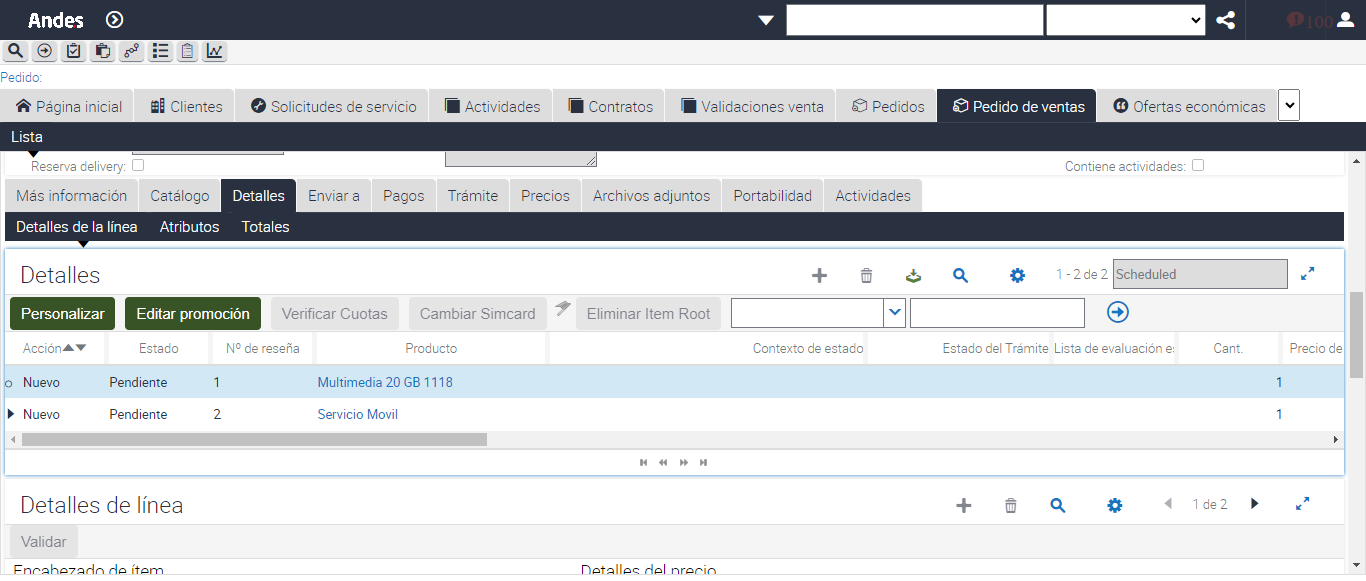 Andes
100
Pedido:
Página inicial Clientes Solicitudes de servicio Actividades Contratos Validaciones venta Pedidos Pedido de ventas Ofertas económicas
Lista
Reserva delivery: Contiene actividades:
Más información Catálogo Detalles Enviar a Pagos Trámite Precios Archivos adjuntos Portabilidad Actividades
Detalles de la línea Atributos Totales
Detalles 1 - 2 de 2 Scheduled
Personalizar Editar promoción Verificar Cuotas Cambiar Simcard Eliminar Item Root
Acción Estado Nº de reseña Producto Contexto de estado Estado del Trámite Lista de evaluación e: Cant. Precio de
Nuevo Pendiente 1 Multimedia 20 GB 1118 1
Nuevo Pendiente 2 Servicio Movil 1
Detalles de línea 1 de 2
Validar
Encabezado de ítem Detalles del precio